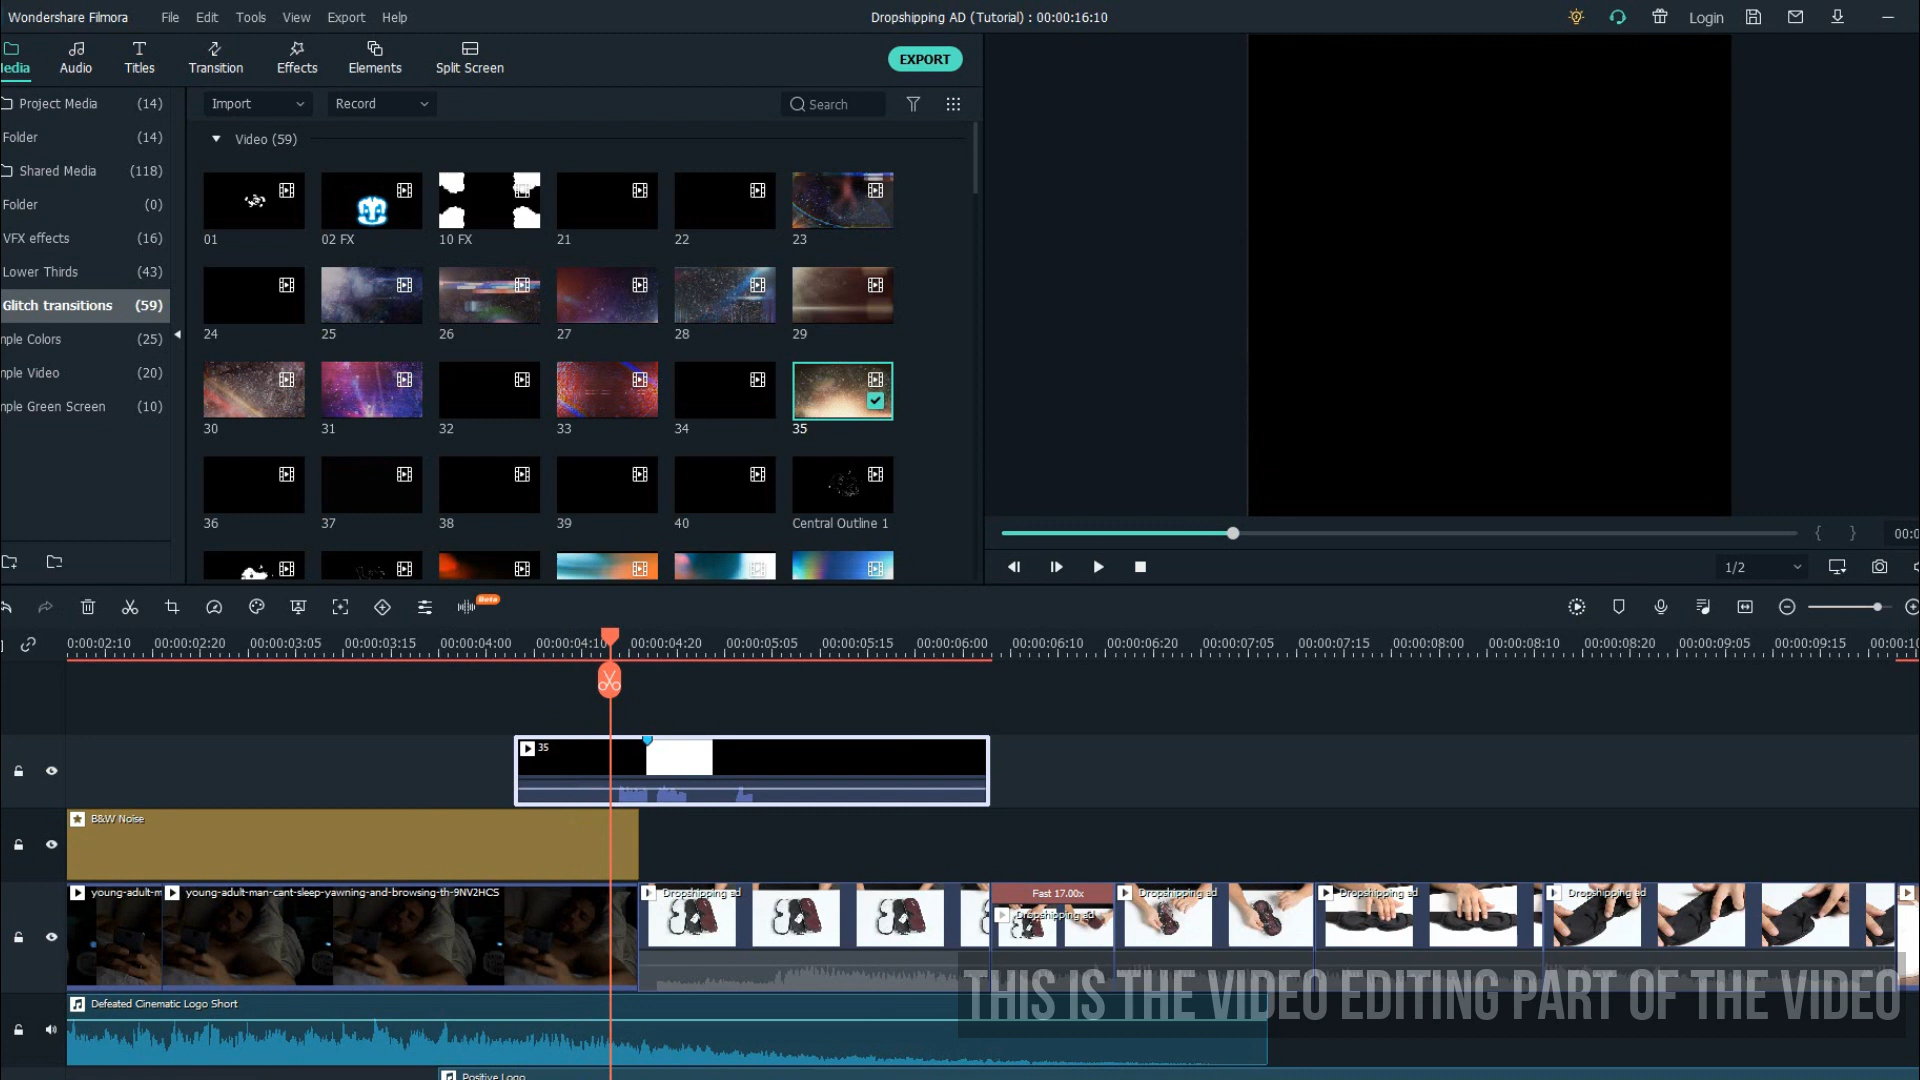 Wondershare Filmora File Edit Tools View Export Help Dropshipping AD (Tutorial) : 00:00:16:10 Login
edia Audio Titles Transition Effects Elements Split Screen EXPORT
Project Media (14) Import Record Search
Folder (14) Video (59)
Shared Media (118)
Folder (0)
VFX effects (16)
Lower Thirds (43)
Glitch transitions (59)
mple Colors (25)
mple Video (20)
mple Green Screen (10)
01 02 FX 10 FX 21 22 23
24 25 26 27 28 29
30 31 32 33 34 35
36 37 38 39 40 Central Outline 1
{ } 00:0
1/2
Beta
0:00:02:10 00:00:02:20 00:00:03:05 00:00:03:15 00:00:04:00 00:00:04:10 00:00:04:20 00:00:05:05 00:00:05:15 00:00:06:00 00:00:06:10 00:00:06:20 00:00:07:05 00:00:07:15 00:00:08:00 00:00:08:10 00:00:08:20 00:00:09:05 00:00:09:15 00:00:10
35
B&W Noise
young-adult-m young-adult-man-cant-sleep-yawning-and-browsing-th-9NV2HCS Dropshipping ad Fast 17.00x Dropshipping ad Dropshipping ad Dropshipping ad
Dropshipping ad
THIS IS THE VIDEO EDITING PART OF THE VIDEO
Defeated Cinematic Logo Short
Positive Logo